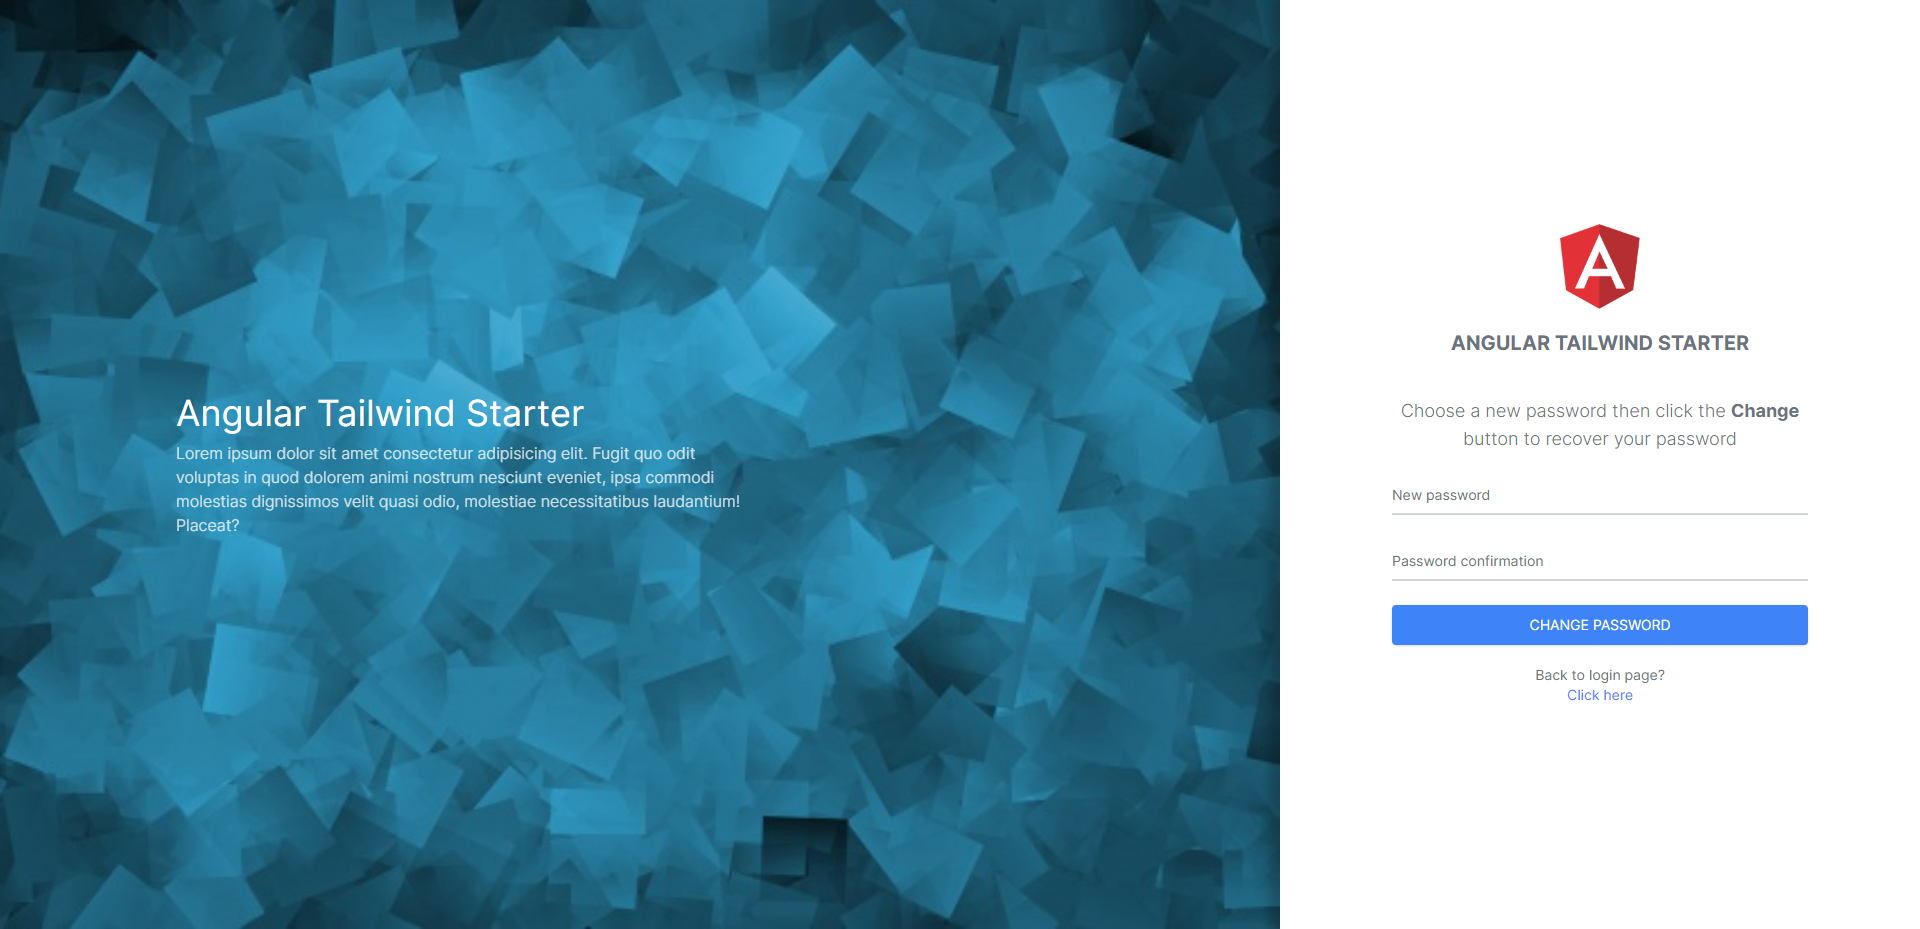 Angular Tailwind Starter
Lorem ipsum dolor sit amet consectetur adipisicing elit. Fugit quo odit
voluptas in quod dolorem animi nostrum nesciunt eveniet, ipsa commodi
molestias dignissimos velit quasi odio, molestiae necessitatibus laudantium!
Placeat?
A
ANGULAR TAILWIND STARTER
Choose a new password then click the Change
button to recover your password
New password
Password confirmation
CHANGE PASSWORD
Back to login page?
Click here